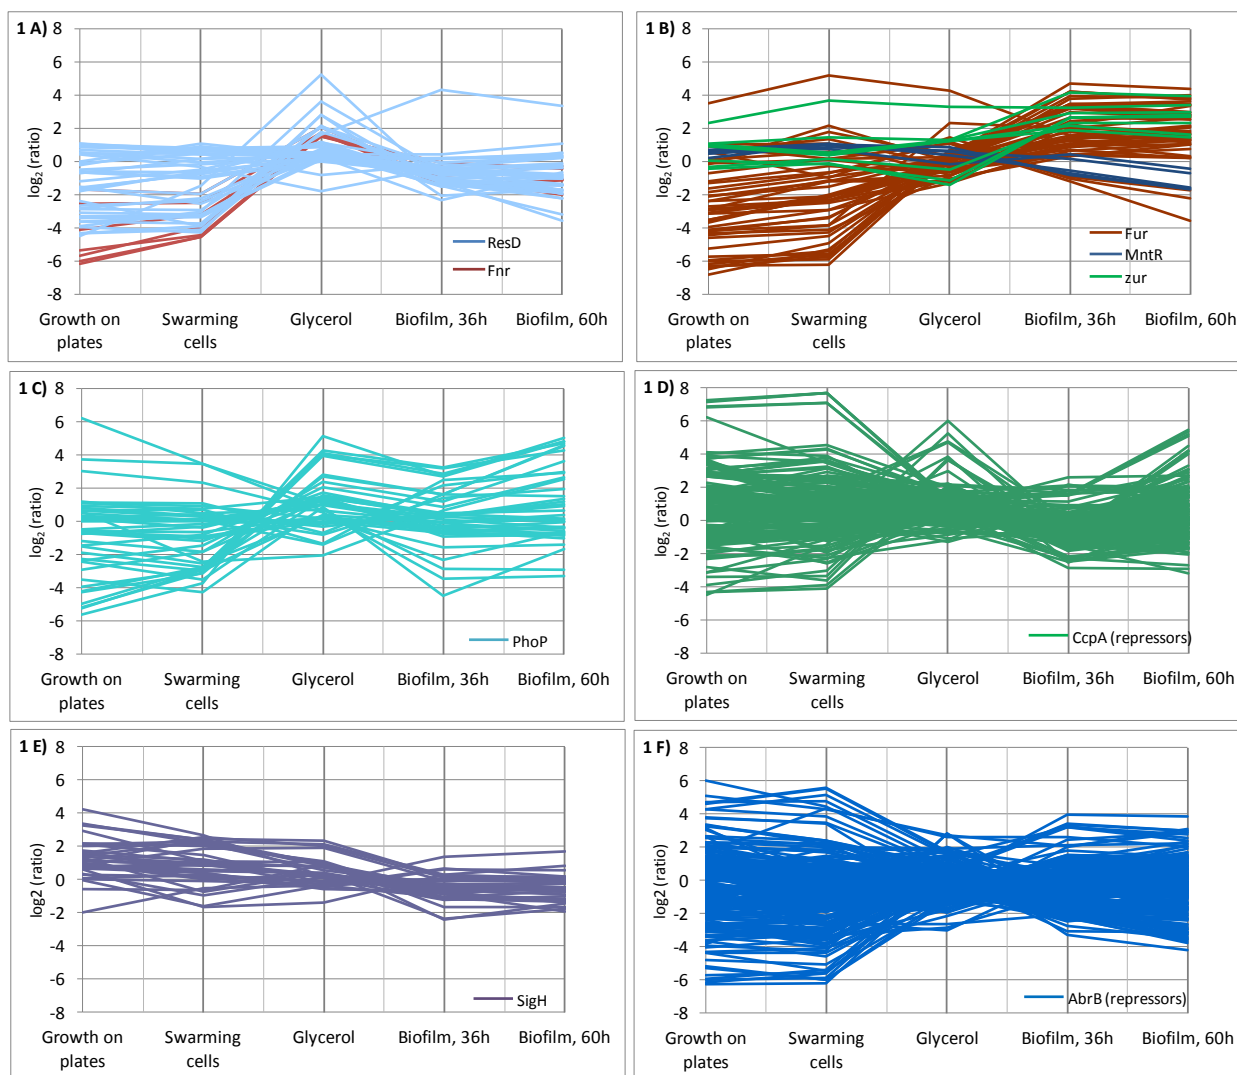 1 A)
8
6
4
2
0
-2
-4
-6
-8
log2 (ratio)
ResD
Fnr
Growth on plates
Swarming cells
Glycerol
Biofilm, 36h
Biofilm, 60h
1 B)
8
6
4
2
0
-2
-4
-6
-8
log2 (ratio)
Fur
MntR
zur
Growth on plates
Swarming cells
Glycerol
Biofilm, 36h
Biofilm, 60h
1 C)
8
6
4
2
0
-2
-4
-6
-8
log2 (ratio)
PhoP
Growth on plates
Swarming cells
Glycerol
Biofilm, 36h
Biofilm, 60h
1 D)
8
6
4
2
0
-2
-4
-6
-8
log2 (ratio)
CcpA (repressors)
Growth on plates
Swarming cells
Glycerol
Biofilm, 36h
Biofilm, 60h
1 E)
8
6
4
2
0
-2
-4
-6
-8
log2 (ratio)
SigH
Growth on plates
Swarming cells
Glycerol
Biofilm, 36h
Biofilm, 60h
1 F)
8
6
4
2
0
-2
-4
-6
-8
log2 (ratio)
AbrB (repressors)
Growth on plates
Swarming cells
Glycerol
Biofilm, 36h
Biofilm, 60h